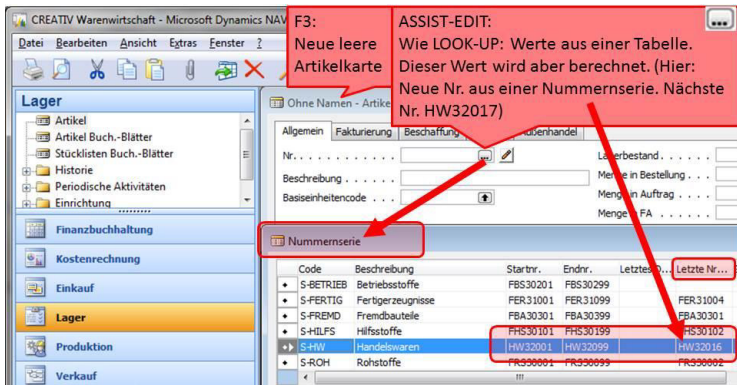 CREATIV Warenwirtschaft - Microsoft Dynamics NAV
Datei Bearbeiten Ansicht Extras Fenster ?
F3:
Neue leere
Artikelkarte
ASSIST-EDIT:
Wie LOOK-UP: Werte aus einer Tabelle.
Dieser Wert wird aber berechnet. (Hier:
Neue Nr. aus einer Nummernserie. Nächste
Nr. HW32017)
Lager
Artikel
Artikel Buch.-Blätter
Stücklisten Buch.-Blätter
Historie
Periodische Aktivitäten
Einrichtung
Finanzbuchhaltung
Kostenrechnung
Einkauf
Lager
Produktion
Verkauf
Ohne Namen - Artike
Allgemein Fakturierung Beschaffung Außenhandel
Nr. . . . . . . . . . . . .
Beschreibung . . . . . .
Basiseinheitencode . . .
Lagerbestand . . . . . .
Menge in Bestellung . . .
Menge in Auftrag . . . .
Menge in FA . . . . . .
Nummernserie
Code Beschreibung Startnr. Endnr. Letzte Nr...
S-BETRIEB Betriebsstoffe FBS30201 FBS30299
S-FERTIG Fertigerzeugnisse FER31001 FER31099 FER31004
S-FREMD Fremdbauteile FBA30301 FBA30399 FBA30301
S-HILFS Hilfsstoffe FHS30101 FHS30199 FHS30102
S-HW Handelswaren HW32001 HW32099 HW32016
S-ROH Rohstoffe FRS30001 FRS30099 FRS30002